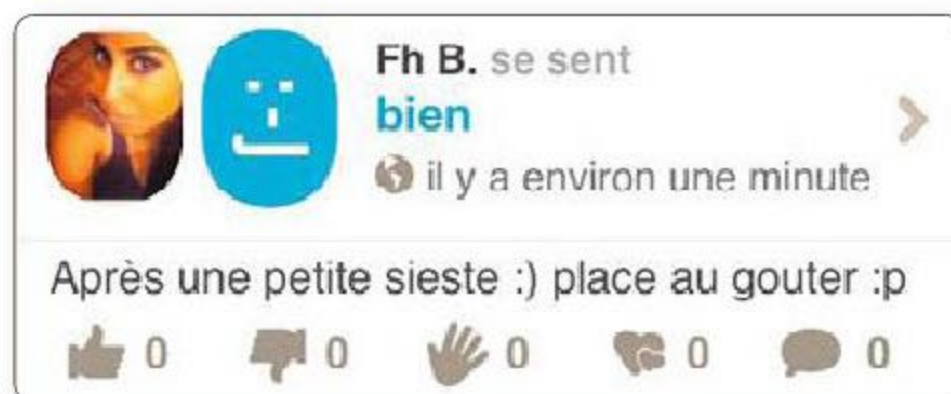 Fh B. se sent
bien
il y a environ une minute
Après une petite sieste :) place au gouter :p
0 0 0 0 0